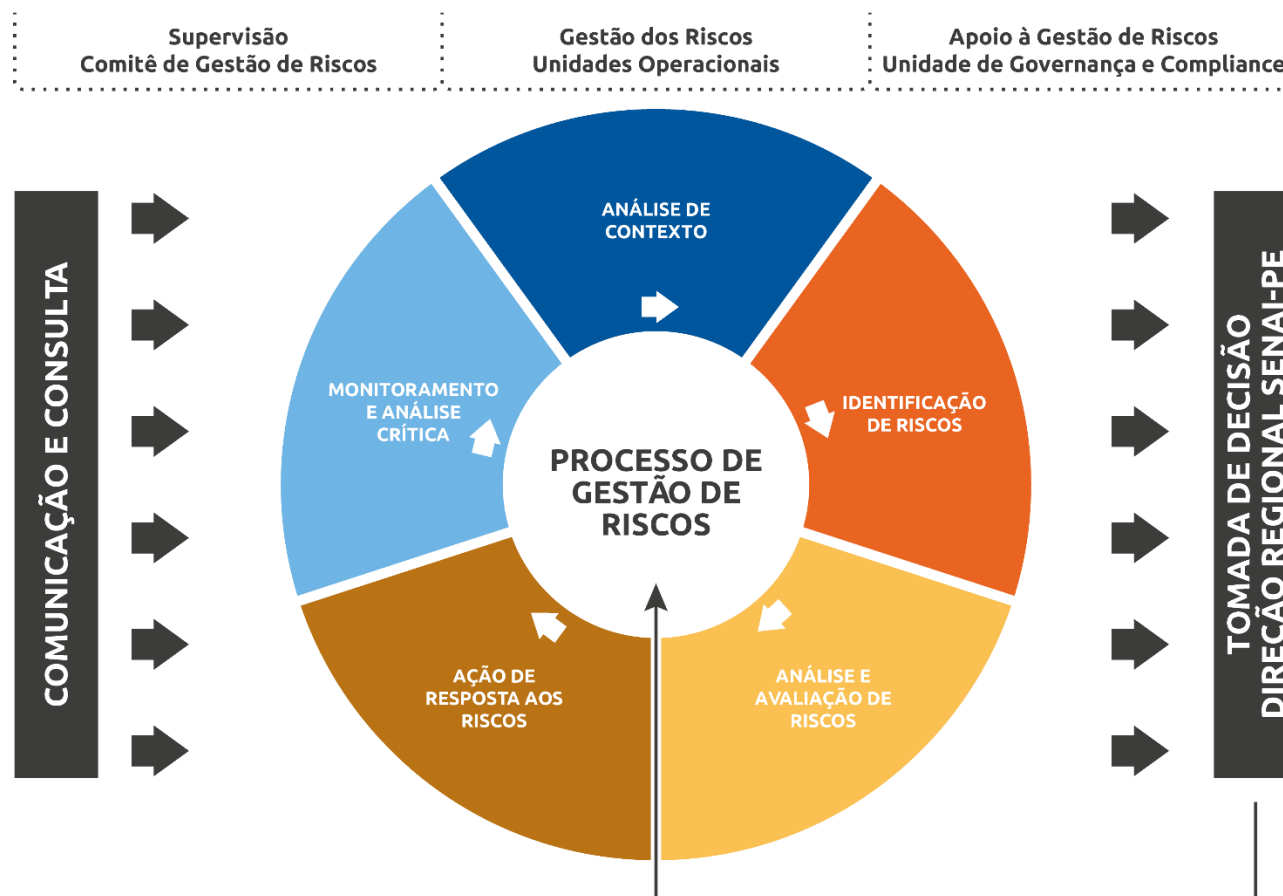 Supervisão
Comitê de Gestão de Riscos
Gestão dos Riscos
Unidades Operacionais
Apoio à Gestão de Riscos
Unidade de Governança e Compliance
COMUNICAÇÃO E CONSULTA
ANÁLISE DE
CONTEXTO
IDENTIFICAÇÃO
DE RISCOS
ANÁLISE E
AVALIAÇÃO DE
RISCOS
AÇÃO DE
RESPOSTA AOS
RISCOS
MONITORAMENTO
E ANÁLISE
CRÍTICA
PROCESSO DE
GESTÃO DE
RISCOS
TOMADA DE DECISÃO
DIREÇÃO REGIONAL SENAI-PE